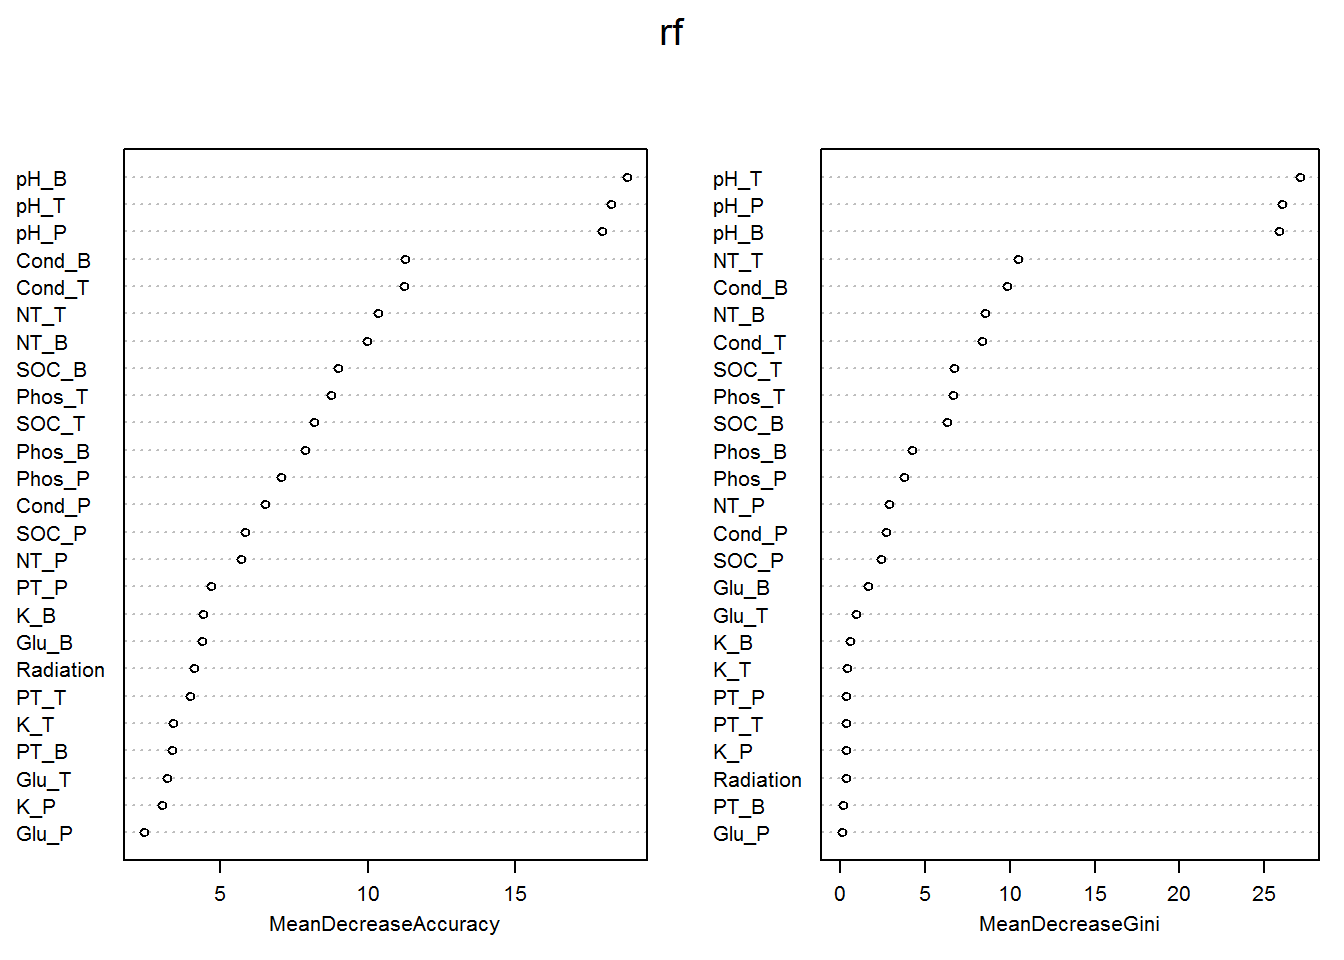 rf
pH_B
pH_T
pH_P
Cond_B
Cond_T
NT_T
NT_B
SOC_B
Phos_T
SOC_T
Phos_B
Phos_P
Cond_P
SOC_P
NT_P
PT_P
K_B
Glu_B
Radiation
PT_T
K_T
PT_B
Glu_T
K_P
Glu_P
5 10 15
MeanDecreaseAccuracy
pH_T
pH_P
pH_B
NT_T
Cond_B
NT_B
Cond_T
SOC_T
Phos_T
SOC_B
Phos_B
Phos_P
NT_P
Cond_P
SOC_P
Glu_B
Glu_T
K_B
K_T
PT_P
PT_T
K_P
Radiation
PT_B
Glu_P
0 5 10 15 20 25
MeanDecreaseGini